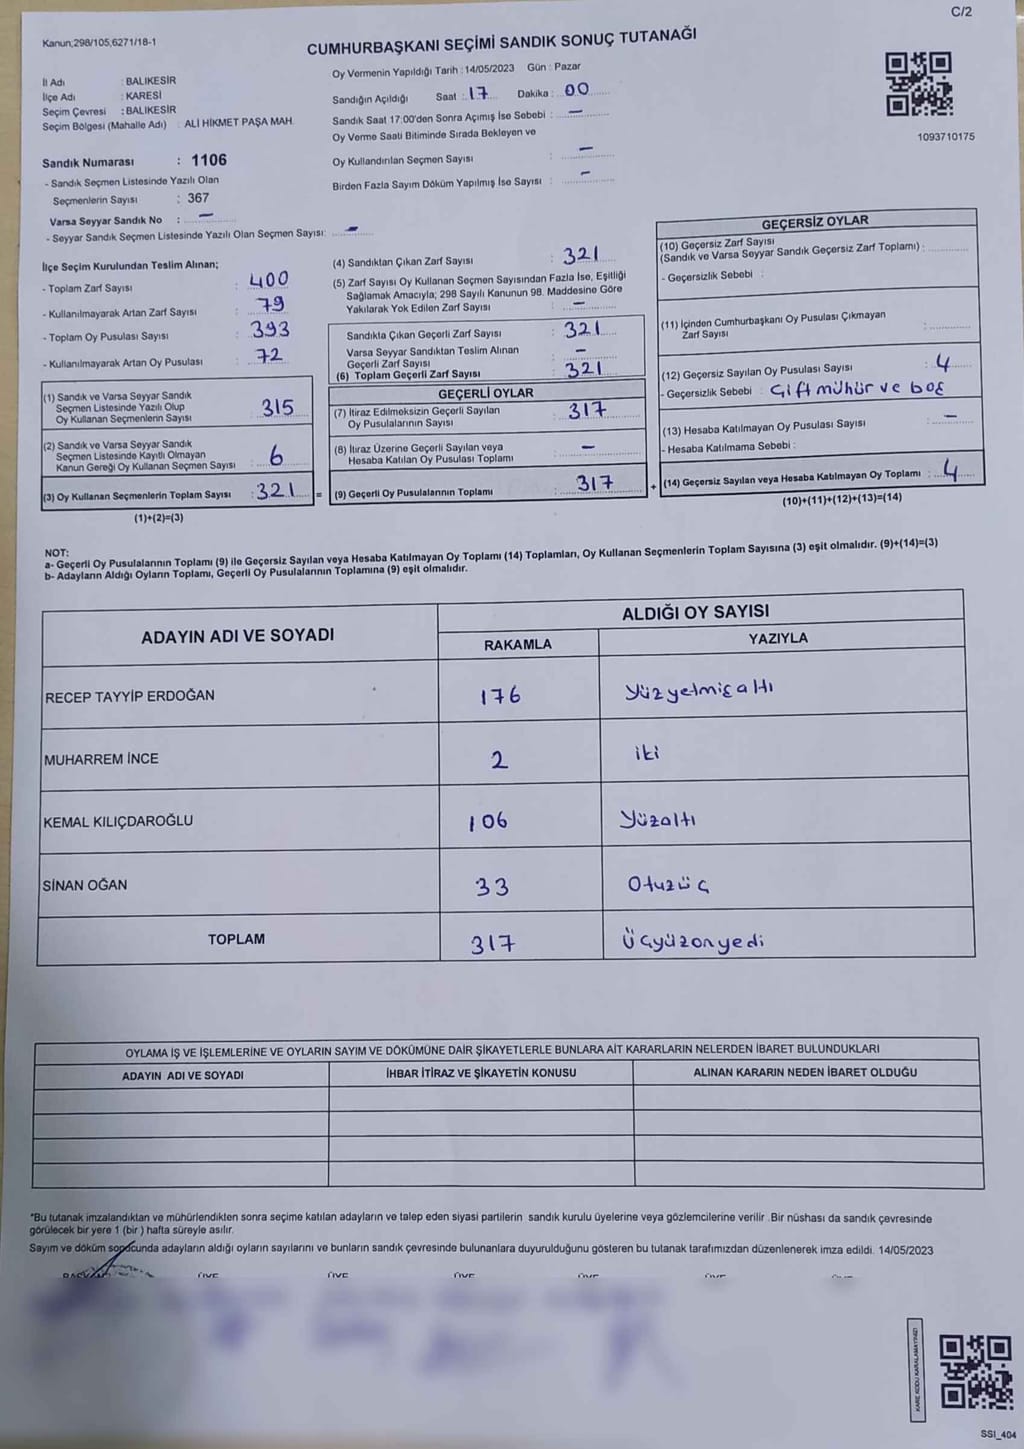 C/2
Kanun,298/105,6271/18-1
CUMHURBAŞKANI SEÇİMİ SANDIK SONUÇ TUTANAĞI
İl Adı : BALIKESİR
İlçe Adı : KARESİ
Seçim Çevresi : BALIKESİR
Seçim Bölgesi (Mahalle Adı) : ALİ HİKMET PAŞA MAH.
Sandık Numarası : 1106
- Sandık Seçmen Listesinde Yazılı Olan
Seçmenlerin Sayısı : 367
Varsa Seyyar Sandık No : –
- Seyyar Sandık Seçmen Listesinde Yazılı Olan Seçmen Sayısı: –
Oy Vermenin Yapıldığı Tarih : 14/05/2023 Gün : Pazar
Sandığın Açıldığı Saat : 17 Dakika : 00
Sandık Saat 17:00'den Sonra Açımış İse Sebebi : –
Oy Verme Saati Bitiminde Sırada Bekleyen ve
Oy Kullandırılan Seçmen Sayısı : –
Birden Fazla Sayım Döküm Yapılmış İse Sayısı : –
1093710175
İlçe Seçim Kurulundan Teslim Alınan;
- Toplam Zarf Sayısı : 400
- Kullanılmayarak Artan Zarf Sayısı : 79
- Toplam Oy Pusulası Sayısı : 393
- Kullanılmayarak Artan Oy Pusulası : 72
(1) Sandık ve Varsa Seyyar Sandık
Seçmen Listesinde Yazılı Olup
Oy Kullanan Seçmenlerin Sayısı : 315
(2) Sandık ve Varsa Seyyar Sandık
Seçmen Listesinde Kayıtlı Olmayan
Kanun Gereği Oy Kullanan Seçmen Sayısı : 6
(3) Oy Kullanan Seçmenlerin Toplam Sayısı : 321 =
(1)+(2)=(3)
(4) Sandıktan Çıkan Zarf Sayısı : 321
(5) Zarf Sayısı Oy Kullanan Seçmen Sayısından Fazla İse, Eşitliği
Sağlamak Amacıyla; 298 Sayılı Kanunun 98. Maddesine Göre
Yakılarak Yok Edilen Zarf Sayısı : –
Sandıkta Çıkan Geçerli Zarf Sayısı : 321
Varsa Seyyar Sandıktan Teslim Alınan
Geçerli Zarf Sayısı : –
(6) Toplam Geçerli Zarf Sayısı : 321
GEÇERLİ OYLAR
(7) İtiraz Edilmeksizin Geçerli Sayılan
Oy Pusulalarının Sayısı : 317
(8) İtiraz Üzerine Geçerli Sayılan veya
Hesaba Katılan Oy Pusulası Toplamı : –
(9) Geçerli Oy Pusulalarının Toplamı : 317 +
GEÇERSİZ OYLAR
(10) Geçersiz Zarf Sayısı
(Sandık ve Varsa Seyyar Sandık Geçersiz Zarf Toplamı) :
- Geçersizlik Sebebi :
(11) İçinden Cumhurbaşkanı Oy Pusulası Çıkmayan
Zarf Sayısı :
(12) Geçersiz Sayılan Oy Pusulası Sayısı : 4
- Geçersizlik Sebebi : Çift mühür ve boş
(13) Hesaba Katılmayan Oy Pusulası Sayısı : –
- Hesaba Katılmama Sebebi :
(14) Geçersiz Sayılan veya Hesaba Katılmayan Oy Toplamı : 4
(10)+(11)+(12)+(13)=(14)
NOT:
a- Geçerli Oy Pusulalarının Toplamı (9) ile Geçersiz Sayılan veya Hesaba Katılmayan Oy Toplamı (14) Toplamları, Oy Kullanan Seçmenlerin Toplam Sayısına (3) eşit olmalıdır. (9)+(14)=(3)
b- Adayların Aldığı Oyların Toplamı, Geçerli Oy Pusulalarının Toplamına (9) eşit olmalıdır.
ADAYIN ADI VE SOYADI ALDIĞI OY SAYISI
RAKAMLA YAZIYLA
RECEP TAYYİP ERDOĞAN 176 Yüzyetmişaltı
MUHARREM İNCE 2 iki
KEMAL KILIÇDAROĞLU 106 Yüzaltı
SİNAN OĞAN 33 Otuzüç
TOPLAM 317 Üçyüzonyedi
OYLAMA İŞ VE İŞLEMLERİNE VE OYLARIN SAYIM VE DÖKÜMÜNE DAİR ŞİKAYETLERLE BUNLARA AİT KARARLARIN NELERDEN İBARET BULUNDUKLARI
ADAYIN ADI VE SOYADI İHBAR İTİRAZ VE ŞİKAYETİN KONUSU ALINAN KARARIN NEDEN İBARET OLDUĞU
*Bu tutanak imzalandıktan ve mühürlendikten sonra seçime katılan adayların ve talep eden siyasi partilerin sandık kurulu üyelerine veya gözlemcilerine verilir. Bir nüshası da sandık çevresinde
görülecek bir yere 1 (bir) hafta süreyle asılır.
Sayım ve döküm sonucunda adayların aldığı oyların sayılarını ve bunların sandık çevresinde bulunanlara duyurulduğunu gösteren bu tutanak tarafımızdan düzenlenerek imza edildi. 14/05/2023
ÜYE ÜYE ÜYE ÜYE ÜYE
KARE KODU KARALAMAYINIZ!
SSI_404